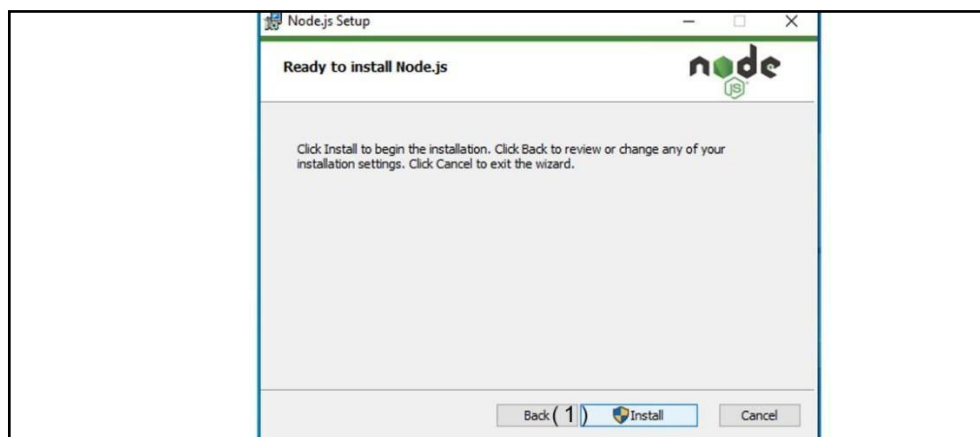 Node.js Setup
Ready to install Node.js
node
JS
Click Install to begin the installation. Click Back to review or change any of your
installation settings. Click Cancel to exit the wizard.
Back ( 1 ) Install Cancel